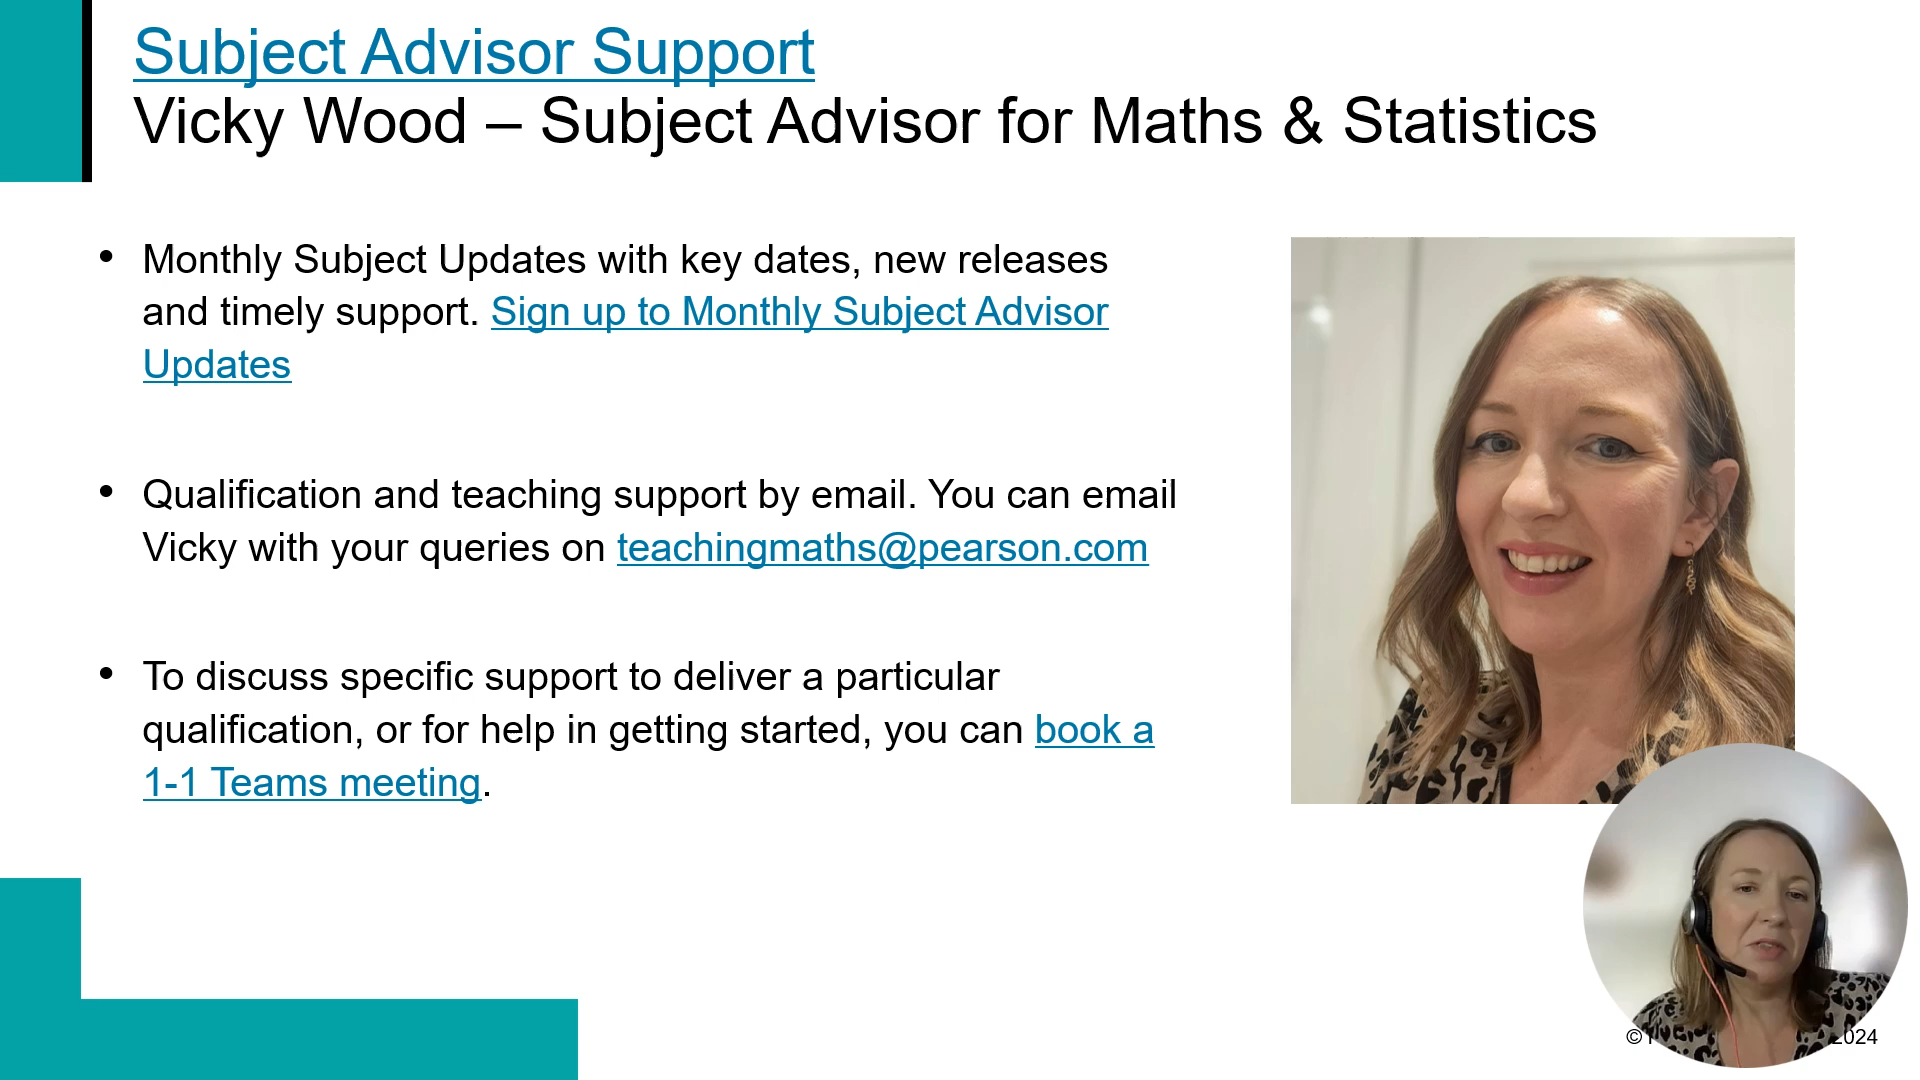 Subject Advisor Support
Vicky Wood – Subject Advisor for Maths & Statistics
• Monthly Subject Updates with key dates, new releases
and timely support. Sign up to Monthly Subject Advisor
Updates
• Qualification and teaching support by email. You can email
Vicky with your queries on teachingmaths@pearson.com
• To discuss specific support to deliver a particular
qualification, or for help in getting started, you can book a
1-1 Teams meeting.
© 2024